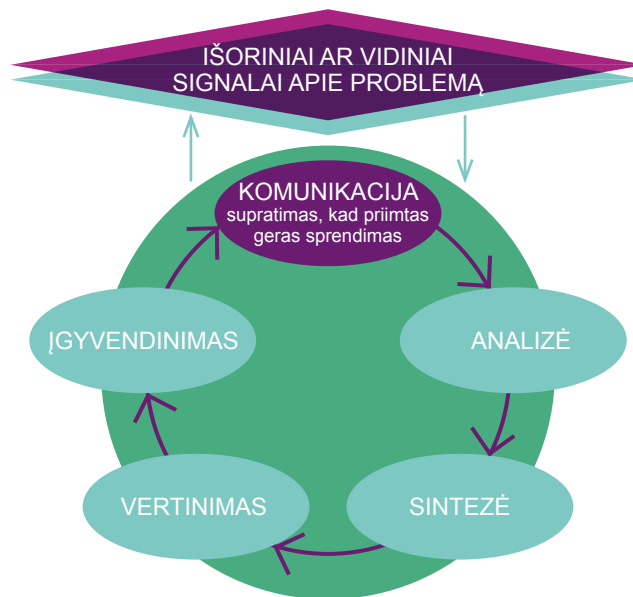 IŠORINIAI AR VIDINIAI
SIGNALAI APIE PROBLEMĄ
KOMUNIKACIJA
supratimas, kad priimtas
geras sprendimas
ANALIZĖ
SINTEZĖ
VERTINIMAS
ĮGYVENDINIMAS